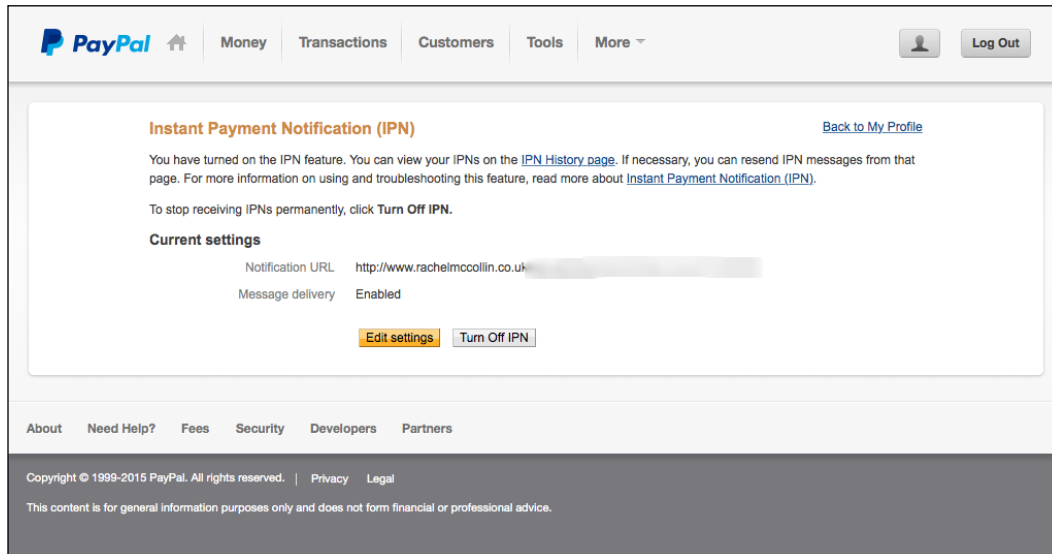 PayPal Money Transactions Customers Tools More Log Out
Instant Payment Notification (IPN) Back to My Profile
You have turned on the IPN feature. You can view your IPNs on the IPN History page. If necessary, you can resend IPN messages from that
page. For more information on using and troubleshooting this feature, read more about Instant Payment Notification (IPN).
To stop receiving IPNs permanently, click Turn Off IPN.
Current settings
Notification URL http://www.rachelmccollin.co.uk
Message delivery Enabled
Edit settings Turn Off IPN
About Need Help? Fees Security Developers Partners
Copyright © 1999-2015 PayPal. All rights reserved. | Privacy Legal
This content is for general information purposes only and does not form financial or professional advice.